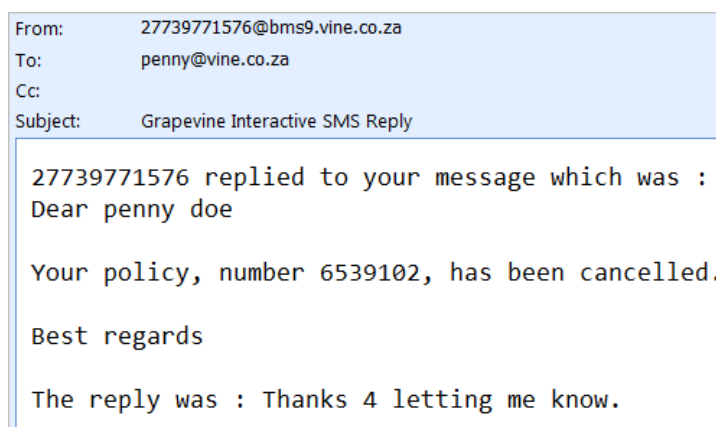 From: 27739771576@bms9.vine.co.za
To: penny@vine.co.za
Cc:
Subject: Grapevine Interactive SMS Reply
27739771576 replied to your message which was :
Dear penny doe
Your policy, number 6539102, has been cancelled.
Best regards
The reply was : Thanks 4 letting me know.